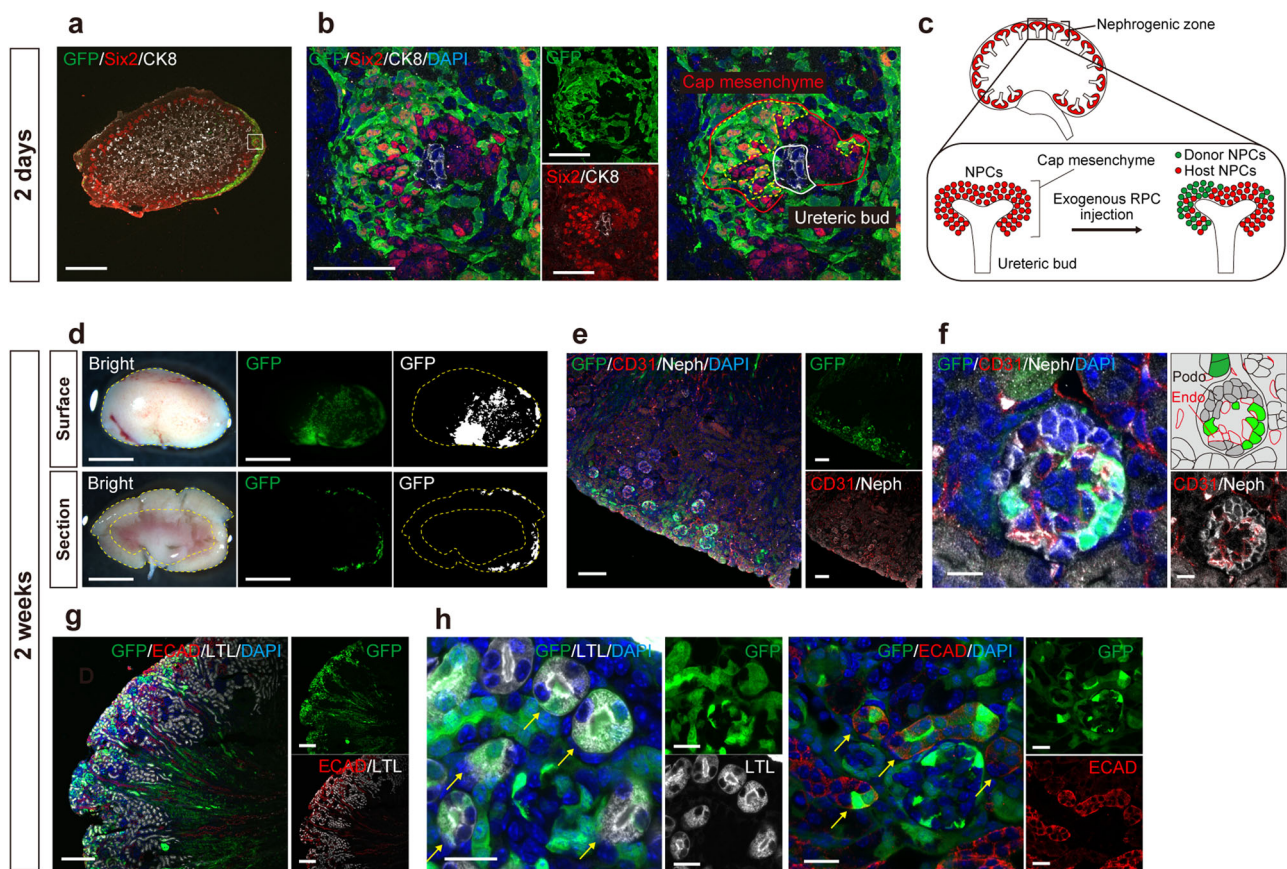 a
b
c
2 days
GFP/Six2/CK8
GFP/Six2/CK8/DAPI
GFP
Six2/CK8
Cap mesenchyme
Ureteric bud
Nephrogenic zone
Cap mesenchyme
NPCs
Exogenous RPC
injection
Donor NPCs
Host NPCs
Ureteric bud
d
e
f
2 weeks
Surface
Bright
GFP
GFP
Section
Bright
GFP
GFP
GFP/CD31/Neph/DAPI
GFP
CD31/Neph
GFP/CD31/Neph/DAPI
Podo
Endo
CD31/Neph
g
h
GFP/ECAD/LTL/DAPI
D
GFP
ECAD/LTL
GFP/LTL/DAPI
GFP
LTL
GFP/ECAD/DAPI
GFP
ECAD